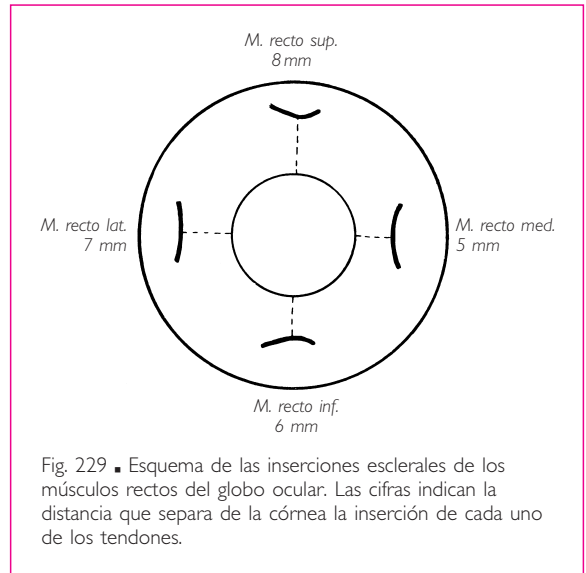 M. recto sup.
8 mm
M. recto lat.
7 mm
M. recto med.
5 mm
M. recto inf.
6 mm
Fig. 229 ■ Esquema de las inserciones esclerales de los
músculos rectos del globo ocular. Las cifras indican la
distancia que separa de la córnea la inserción de cada uno
de los tendones.